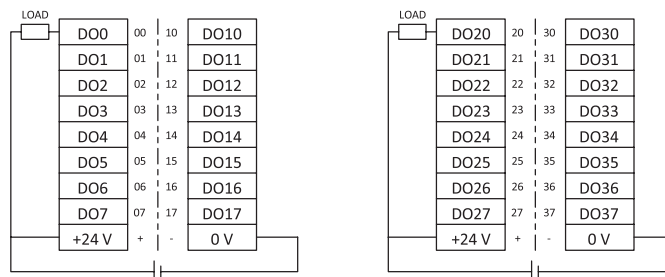 LOAD LOAD
DO0 00 10 DO10 DO20 20 30 DO30
DO1 01 11 DO11 DO21 21 31 DO31
DO2 02 12 DO12 DO22 22 32 DO32
DO3 03 13 DO13 DO23 23 33 DO33
DO4 04 14 DO14 DO24 24 34 DO34
DO5 05 15 DO15 DO25 25 35 DO35
DO6 06 16 DO16 DO26 26 36 DO36
DO7 07 17 DO17 DO27 27 37 DO37
+24 V + - 0 V +24 V + - 0 V